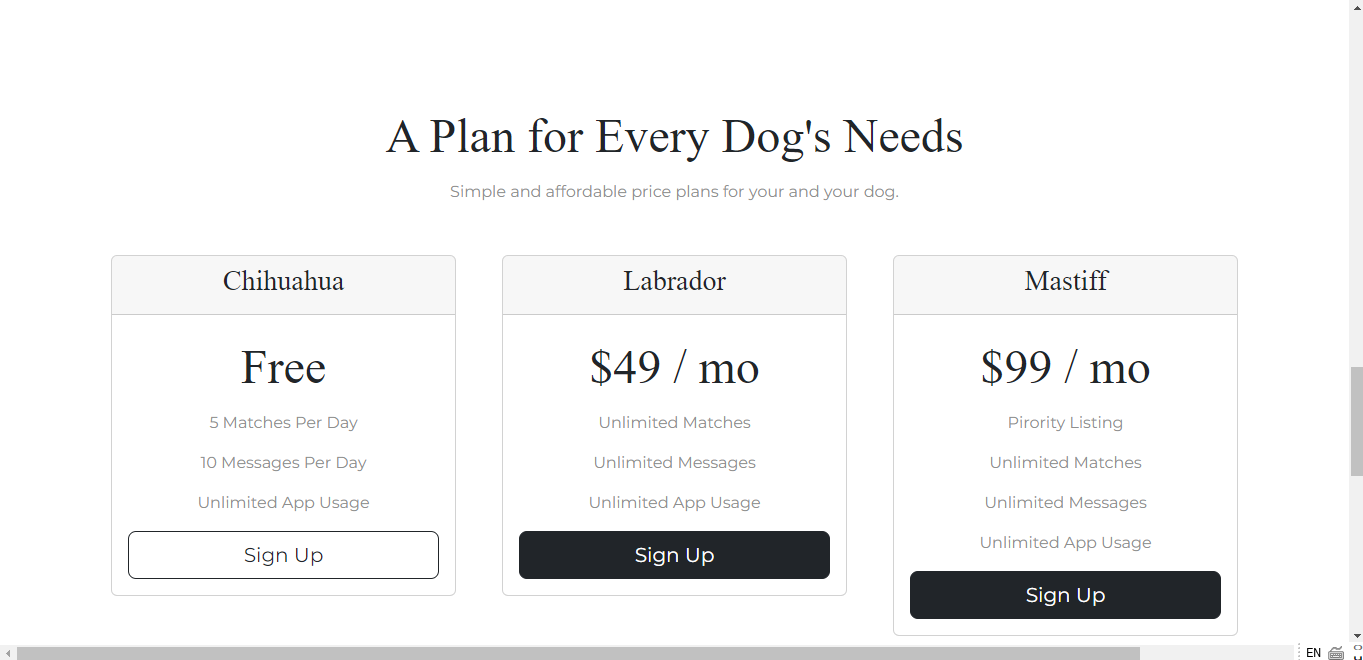 A Plan for Every Dog's Needs
Simple and affordable price plans for your and your dog.
Chihuahua
Free
5 Matches Per Day
10 Messages Per Day
Unlimited App Usage
Sign Up
Labrador
$49 / mo
Unlimited Matches
Unlimited Messages
Unlimited App Usage
Sign Up
Mastiff
$99 / mo
Pirority Listing
Unlimited Matches
Unlimited Messages
Unlimited App Usage
Sign Up
EN